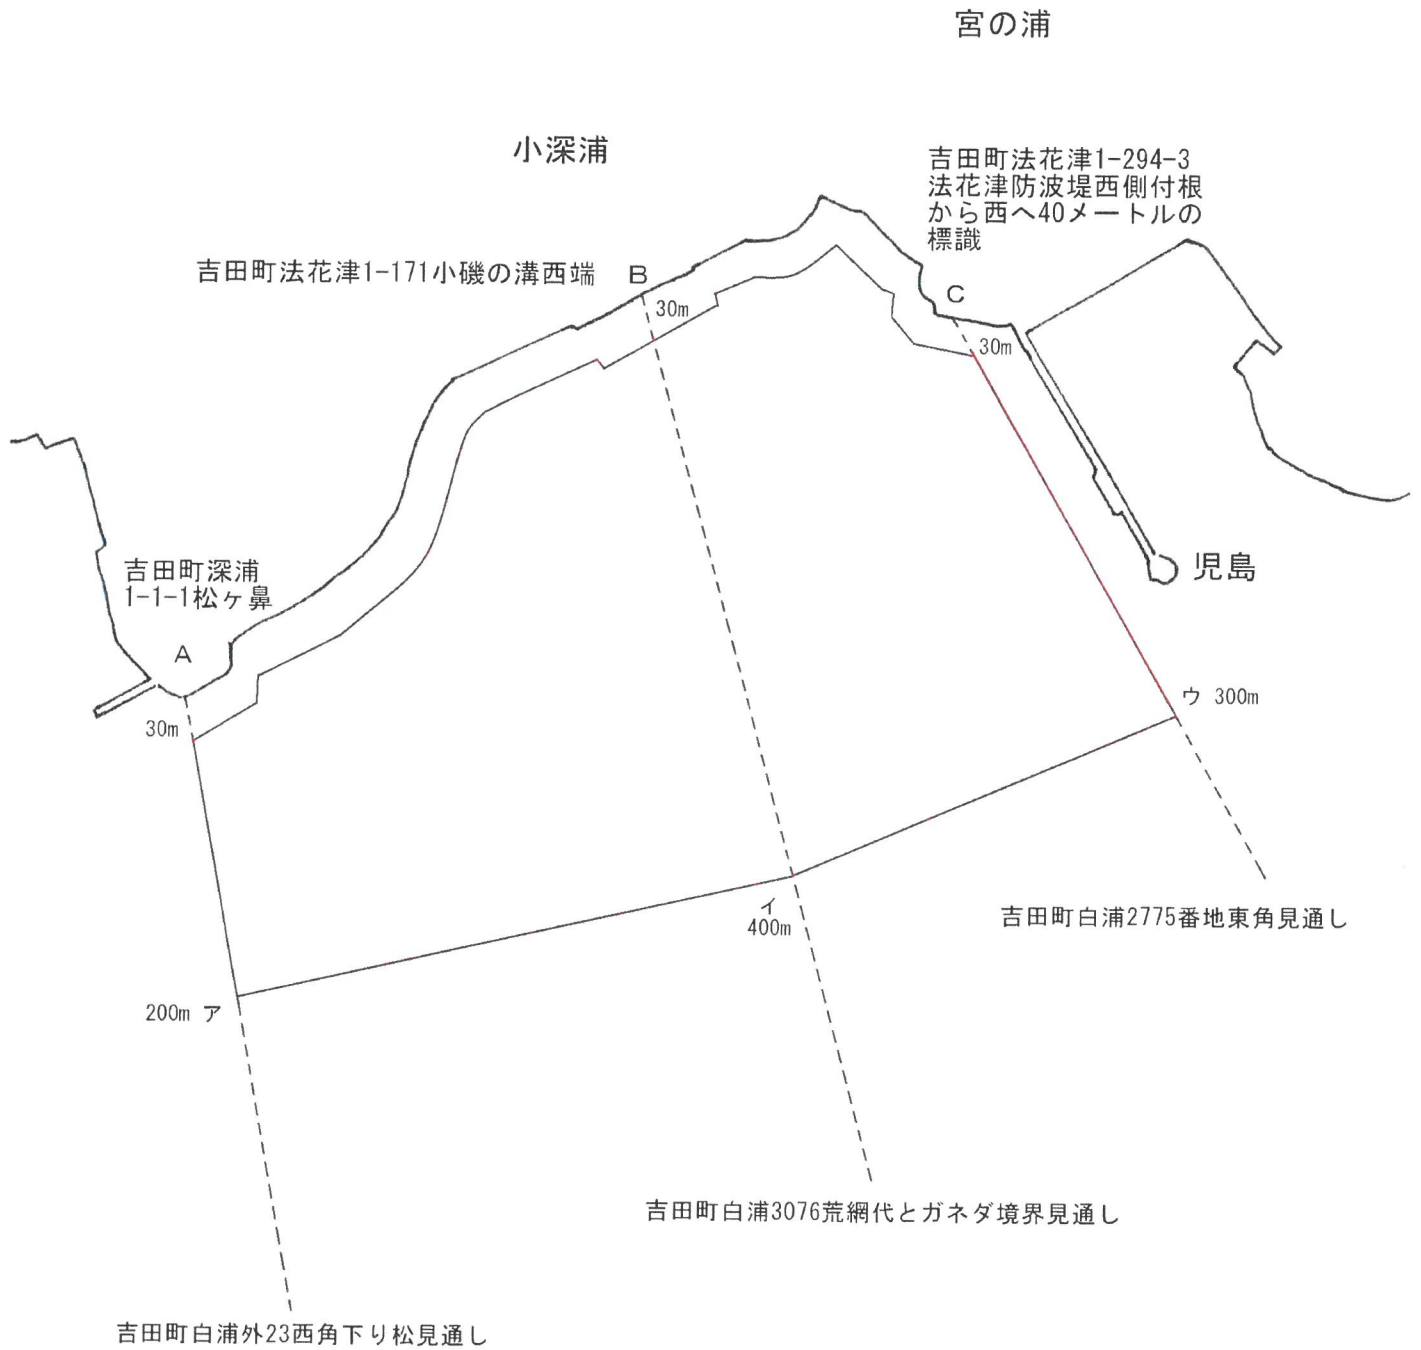 宮の浦
小深浦
吉田町法花津1-294-3
法花津防波堤西側付根
から西へ40メートルの
標識
吉田町法花津1-171小磯の溝西端
B
30m
C
30m
吉田町深浦
1-1-1松ヶ鼻
児島
A
30m
ウ 300m
イ
400m
吉田町白浦2775番地東角見通し
200m ア
吉田町白浦3076荒網代とガネダ境界見通し
吉田町白浦外23西角下り松見通し